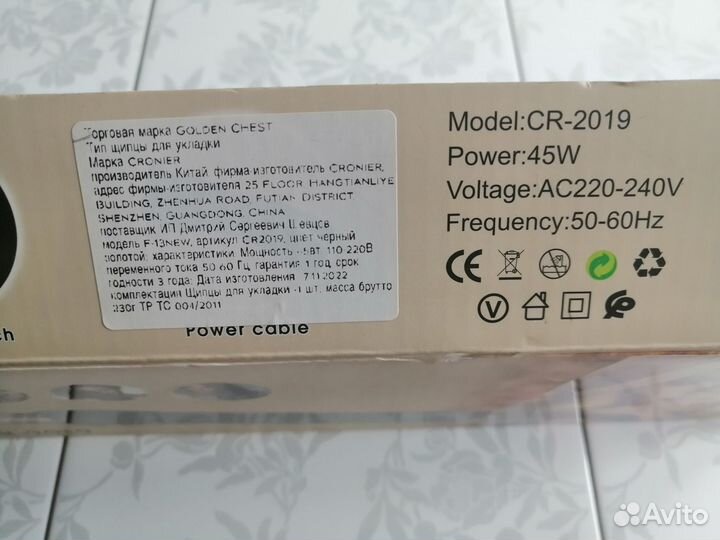 Торговая марка GOLDEN CHEST
Тип щипцы для укладки
Марка CRONIER
производитель Китай, фирма-изготовитель CRONIER,
адрес фирмы-изготовителя 25 FLOOR, HANGTIANLIYE
BUILDING, ZHENHUA ROAD, FUTIAN DISTRICT
SHENZHEN, GUANGDONG, CHINA
поставщик ИП Дмитрий Сергеевич Шевцов
модель F-13NEW, артикул CR2019, цвет черный
золотой, характеристики: Мощность 110-220В
переменного тока 50-60 Гц, гарантия 1 год, срок
годности 3 года; Дата изготовления
комплектация Щипцы для укладки -1 шт. масса брутто
ТР ТС 004/2011
Power cable
ch
Model:CR-2019
Power:45W
Voltage:AC220-240V
Frequency:50-60Hz
CE
V
Avito